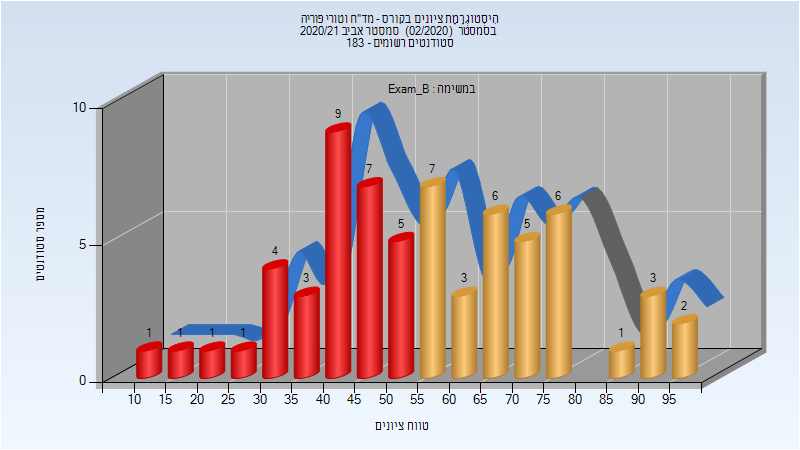 היסטוגרמת ציונים בקורס - מד"ח וטורי פוריה
בסמסטר (02/2020) סמסטר אביב 2020/21
סטודנטים רשומים - 183
במשימה : Exam_B
מספר סטודנטים
10
5
0
1 1 1 1 4 3 9 7 5 7 3 6 5 6 1 3 2
10 15 20 25 30 35 40 45 50 55 60 65 70 75 80 85 90 95
טווח ציונים